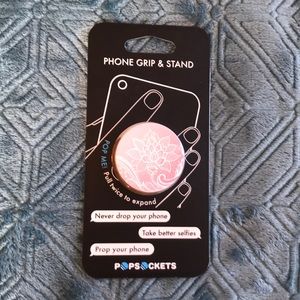 PHONE GRIP & STAND
POP ME!
Pull twice to expand
Never drop your phone
Take better selfies
Prop your phone
POPSOCKETS